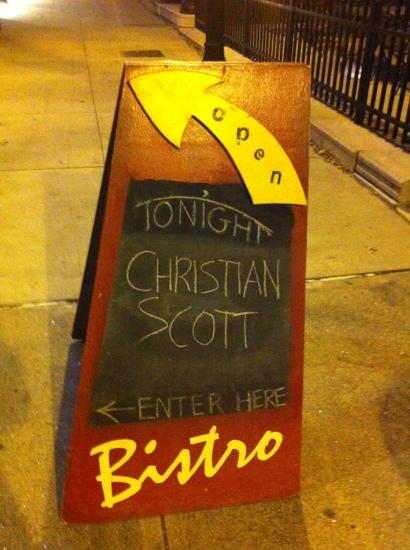 open
TONIGHT
CHRISTIAN
SCOTT
← ENTER HERE
Bistro